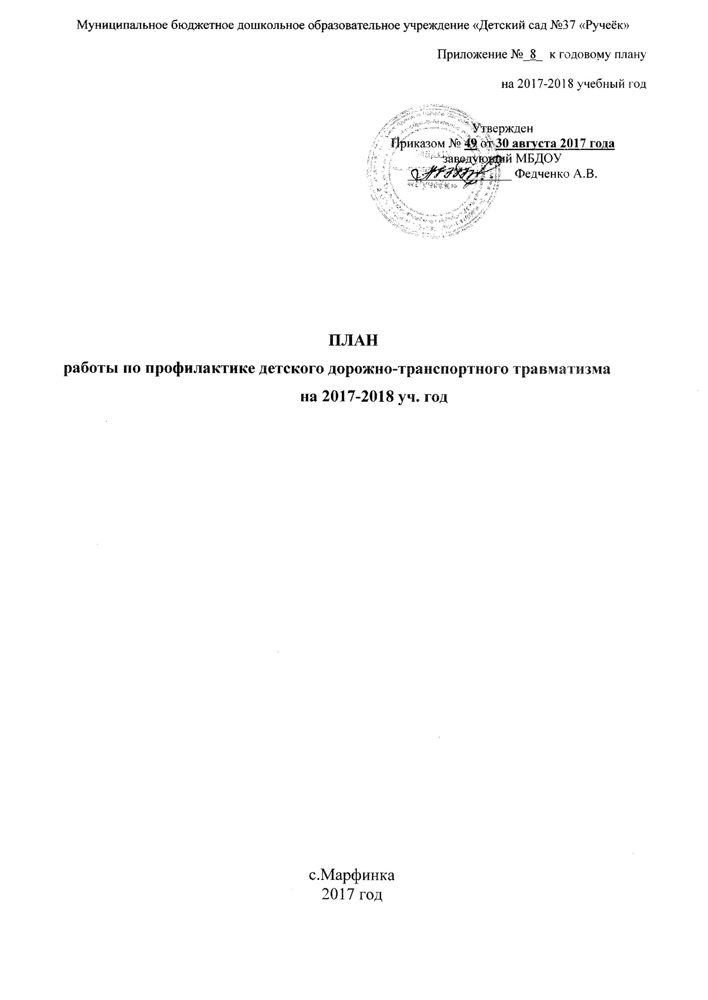 Муниципальное бюджетное дошкольное образовательное учреждение «Детский сад №37 «Ручеёк»
Приложение №_8_ к годовому плану
на 2017-2018 учебный год
Утвержден
Приказом № 49 от 30 августа 2017 года
заведующий МБДОУ
Федченко А.В.
МБДОУ
«Ручеёк»
ПЛАН
работы по профилактике детского дорожно-транспортного травматизма
на 2017-2018 уч. год
с.Марфинка
2017 год